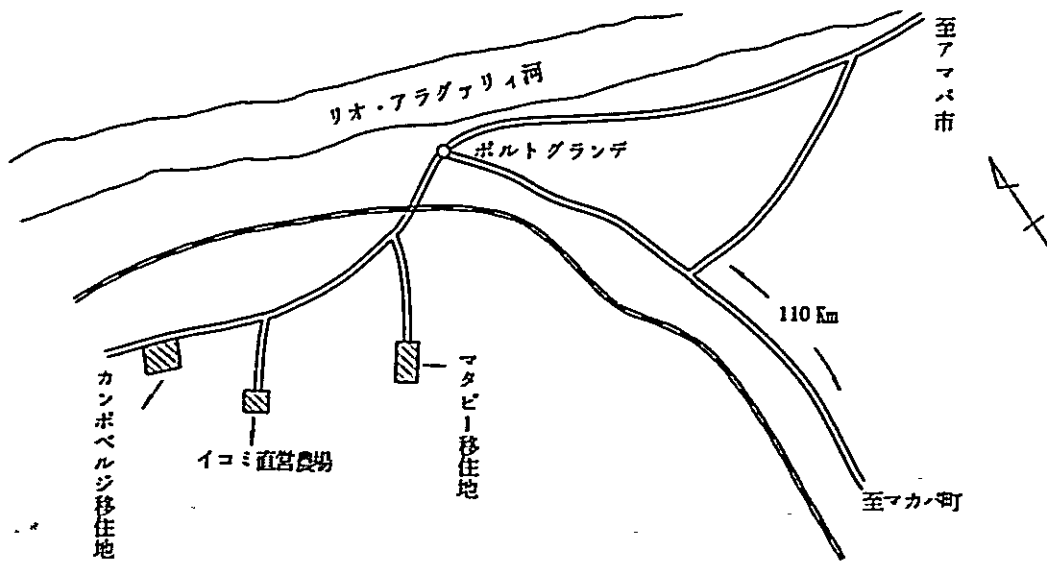 至アマパ市
リオ・アラグァリィ河
ポルトグランデ
110 Km
マタピー移住地
カンポベルジ移住地
イコミ直営農場
至マカパ町